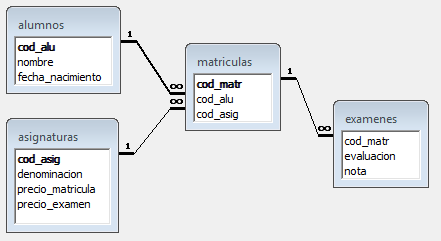 alumnos
cod_alu
nombre
fecha_nacimiento
1
∞
matriculas
cod_matr
cod_alu
cod_asig
1
∞
asignaturas
cod_asig
denominacion
precio_matricula
precio_examen
1
∞
examenes
cod_matr
evaluacion
nota